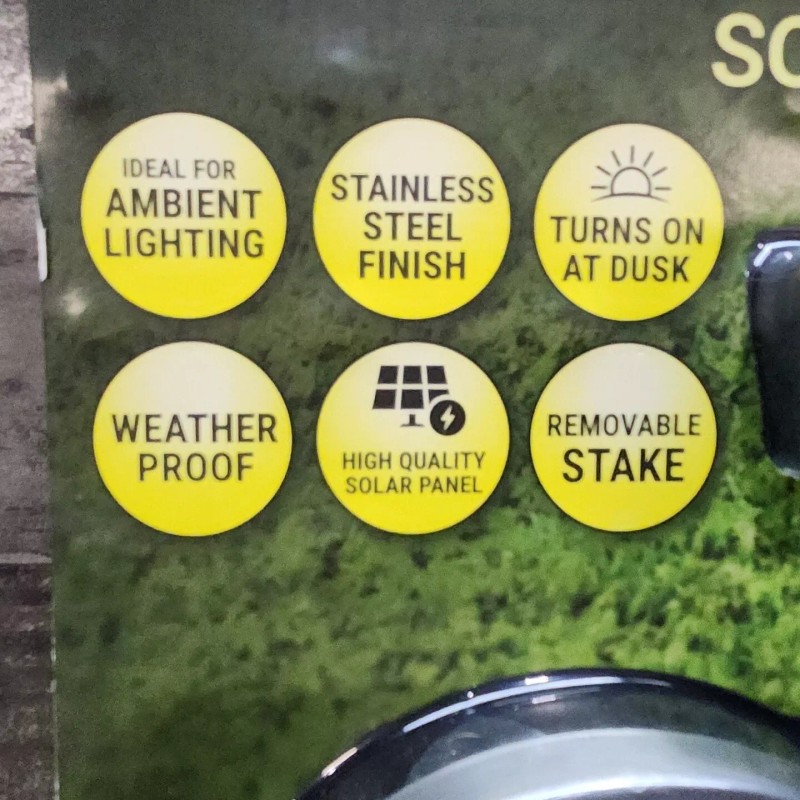 IDEAL FOR
AMBIENT
LIGHTING
STAINLESS
STEEL
FINISH
TURNS ON
AT DUSK
WEATHER
PROOF
HIGH QUALITY
SOLAR PANEL
REMOVABLE
STAKE